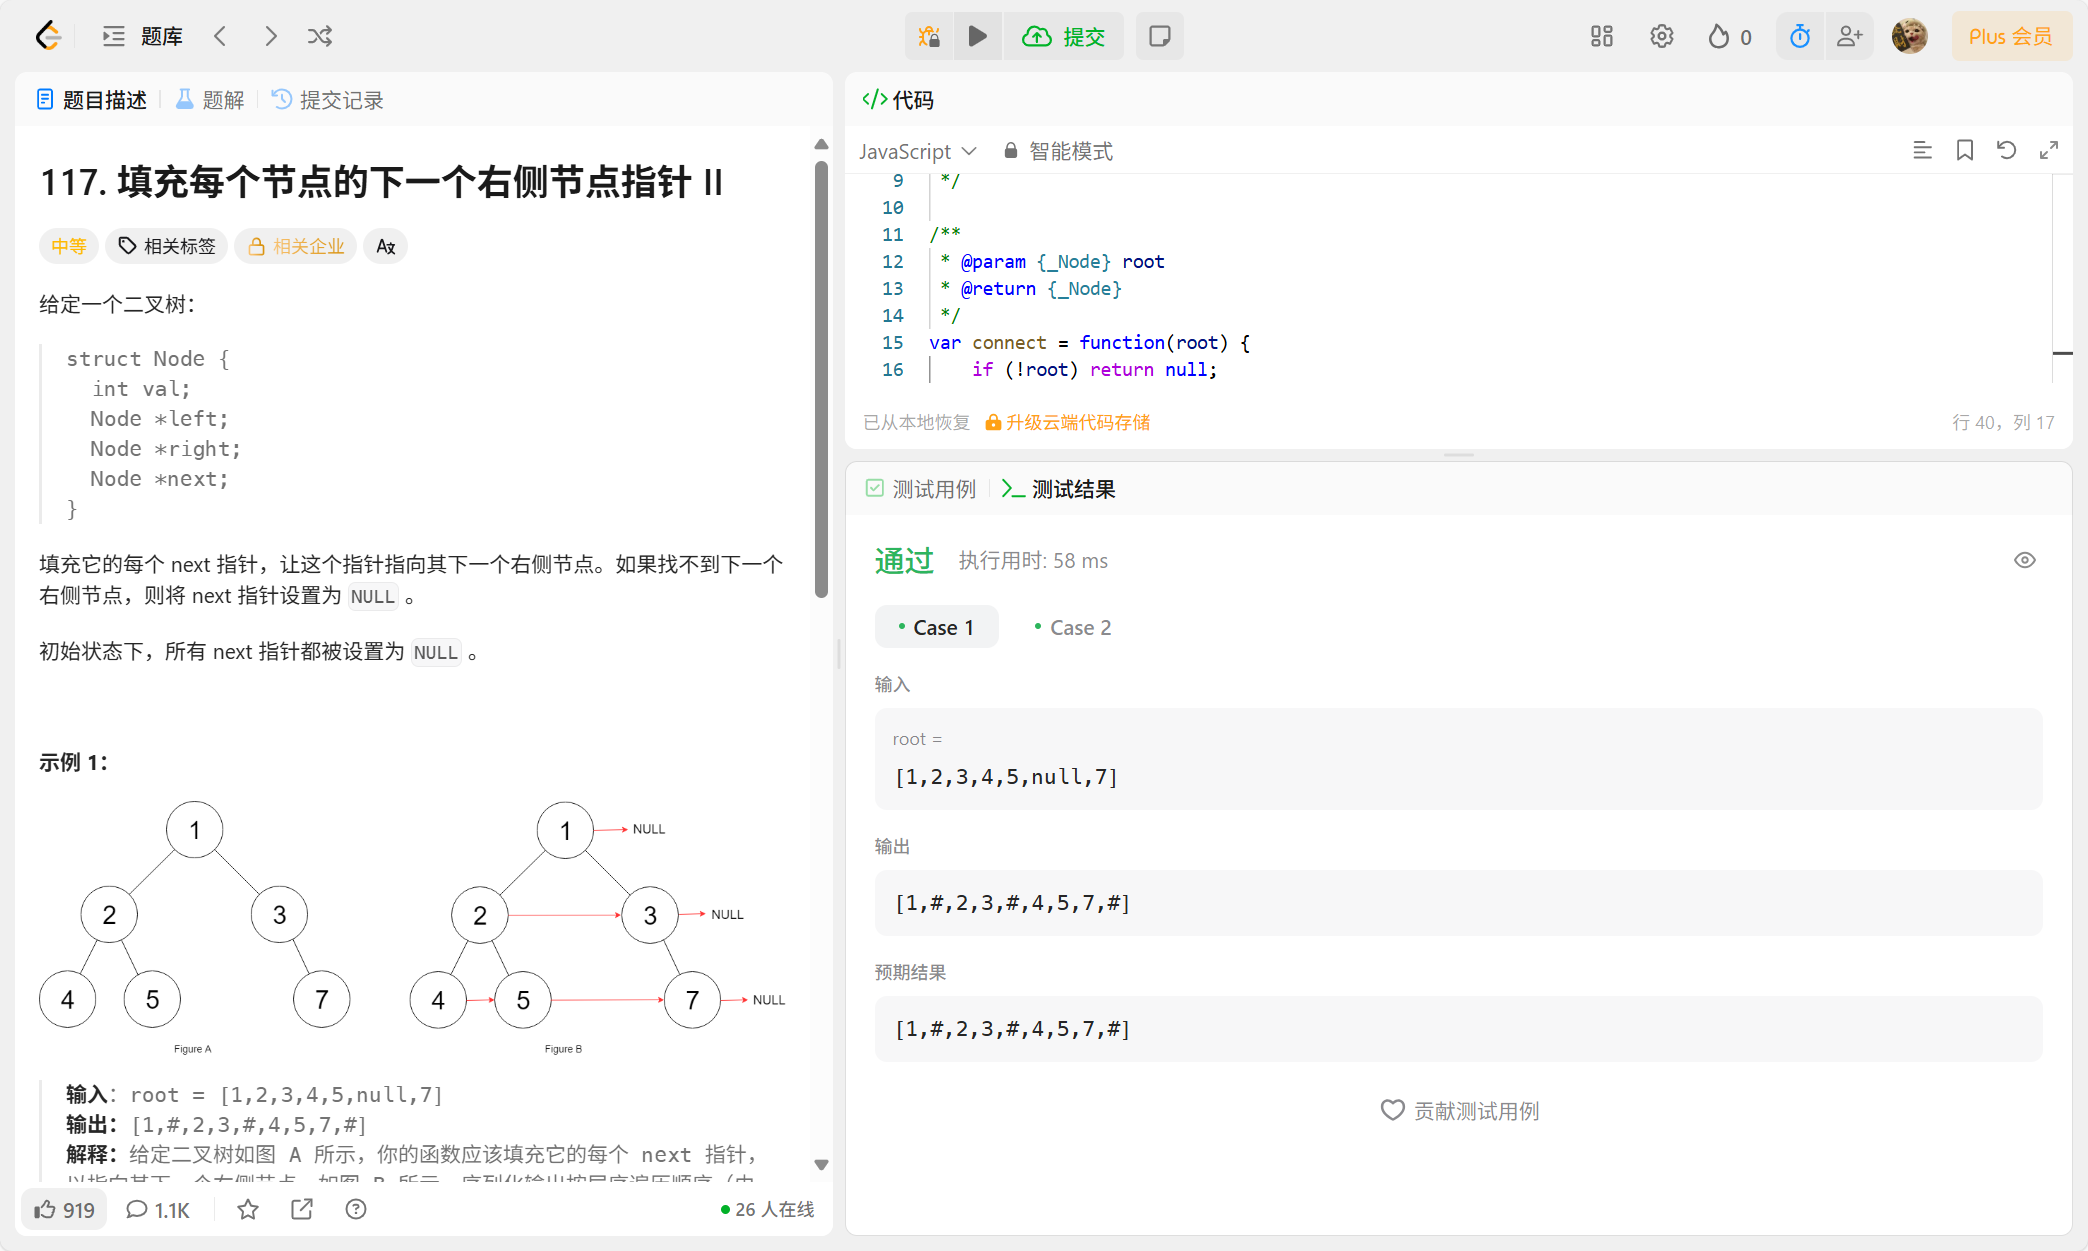 题库
提交
0
Plus 会员
题目描述
题解
提交记录
117. 填充每个节点的下一个右侧节点指针 II
中等
相关标签
相关企业
给定一个二叉树：
struct Node {
int val;
Node *left;
Node *right;
Node *next;
}
填充它的每个 next 指针，让这个指针指向其下一个右侧节点。如果找不到下一个
右侧节点，则将 next 指针设置为 NULL 。
初始状态下，所有 next 指针都被设置为 NULL 。
示例 1：
1
2
3
4
5
7
Figure A
1
NULL
2
3
NULL
4
5
7
NULL
Figure B
输入：root = [1,2,3,4,5,null,7]
输出：[1,#,2,3,#,4,5,7,#]
解释：给定二叉树如图 A 所示，你的函数应该填充它的每个 next 指针，
919
1.1K
26 人在线
代码
JavaScript
智能模式
9 */
10
11 /**
12 * @param {_Node} root
13 * @return {_Node}
14 */
15 var connect = function(root) {
16 if (!root) return null;
已从本地恢复
升级云端代码存储
行 40，列 17
测试用例
测试结果
通过
执行用时: 58 ms
Case 1
Case 2
输入
root =
[1,2,3,4,5,null,7]
输出
[1,#,2,3,#,4,5,7,#]
预期结果
[1,#,2,3,#,4,5,7,#]
贡献测试用例